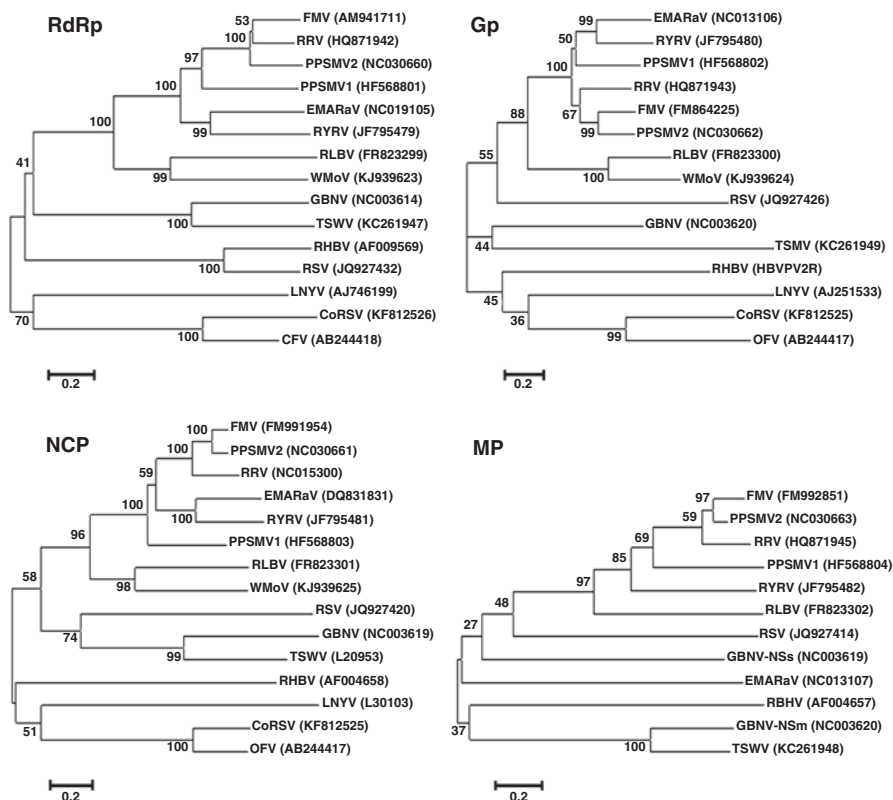 RdRp
53
FMV (AM941711)
100
RRV (HQ871942)
97
PPSMV2 (NC030660)
100
PPSMV1 (HF568801)
100
EMARaV (NC019105)
99
RYRV (JF795479)
41
RLBV (FR823299)
99
WMoV (KJ939623)
GBNV (NC003614)
100
TSWV (KC261947)
RHBV (AF009569)
100
RSV (JQ927432)
LNYV (AJ746199)
70
CoRSV (KF812526)
100
CFV (AB244418)
0.2
Gp
99
EMARaV (NC013106)
50
RYRV (JF795480)
100
PPSMV1 (HF568802)
RRV (HQ871943)
88
67
FMV (FM864225)
99
PPSMV2 (NC030662)
55
RLBV (FR823300)
100
WMoV (KJ939624)
RSV (JQ927426)
GBNV (NC003620)
44
TSMV (KC261949)
RHBV (HBVPV2R)
45
LNYV (AJ251533)
36
CoRSV (KF812525)
99
OFV (AB244417)
0.2
NCP
100
FMV (FM991954)
100
PPSMV2 (NC030661)
59
RRV (NC015300)
100
EMARaV (DQ831831)
100
RYRV (JF795481)
96
PPSMV1 (HF568803)
58
RLBV (FR823301)
98
WMoV (KJ939625)
RSV (JQ927420)
74
GBNV (NC003619)
99
TSWV (L20953)
RHBV (AF004658)
LNYV (L30103)
51
CoRSV (KF812525)
100
OFV (AB244417)
0.2
MP
97
FMV (FM992851)
59
PPSMV2 (NC030663)
69
RRV (HQ871945)
85
PPSMV1 (HF568804)
97
RYRV (JF795482)
48
RLBV (FR823302)
27
RSV (JQ927414)
GBNV-NSs (NC003619)
EMARaV (NC013107)
RBHV (AF004657)
37
GBNV-NSm (NC003620)
100
TSWV (KC261948)
0.2